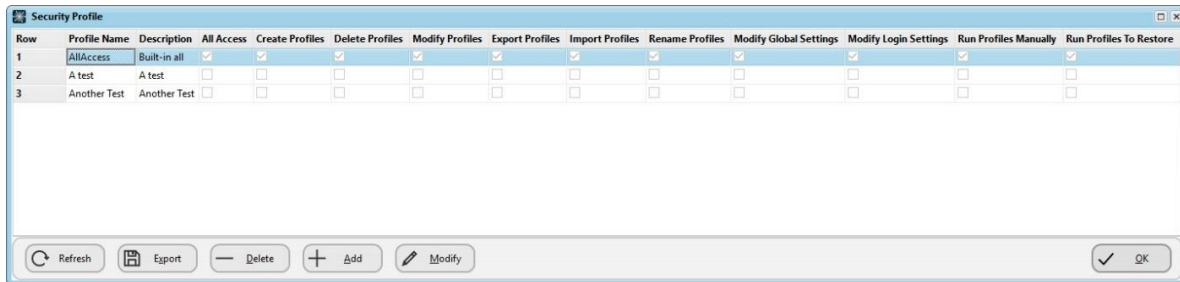 Security Profile
Row Profile Name Description All Access Create Profiles Delete Profiles Modify Profiles Export Profiles Import Profiles Rename Profiles Modify Global Settings Modify Login Settings Run Profiles Manually Run Profiles To Restore
1 AllAccess Built-in all
2 A test A test
3 Another Test Another Test
Refresh Export Delete Add Modify OK